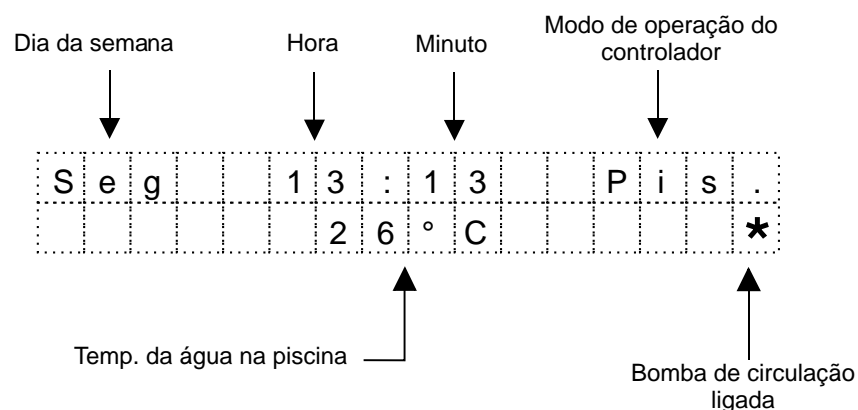 Dia da semana
Hora
Minuto
Modo de operação do
controlador
Seg 13:13 Pis.
26°C *
Temp. da água na piscina
Bomba de circulação
ligada